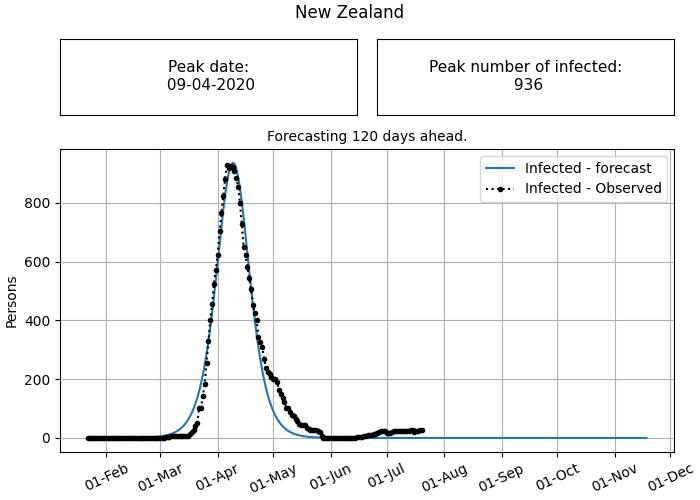 New Zealand
Peak date:
09-04-2020
Peak number of infected:
936
Forecasting 120 days ahead.
Infected - forecast
Infected - Observed
Persons
800
600
400
200
0
01-Feb
01-Mar
01-Apr
01-May
01-Jun
01-Jul
01-Aug
01-Sep
01-Oct
01-Nov
01-Dec